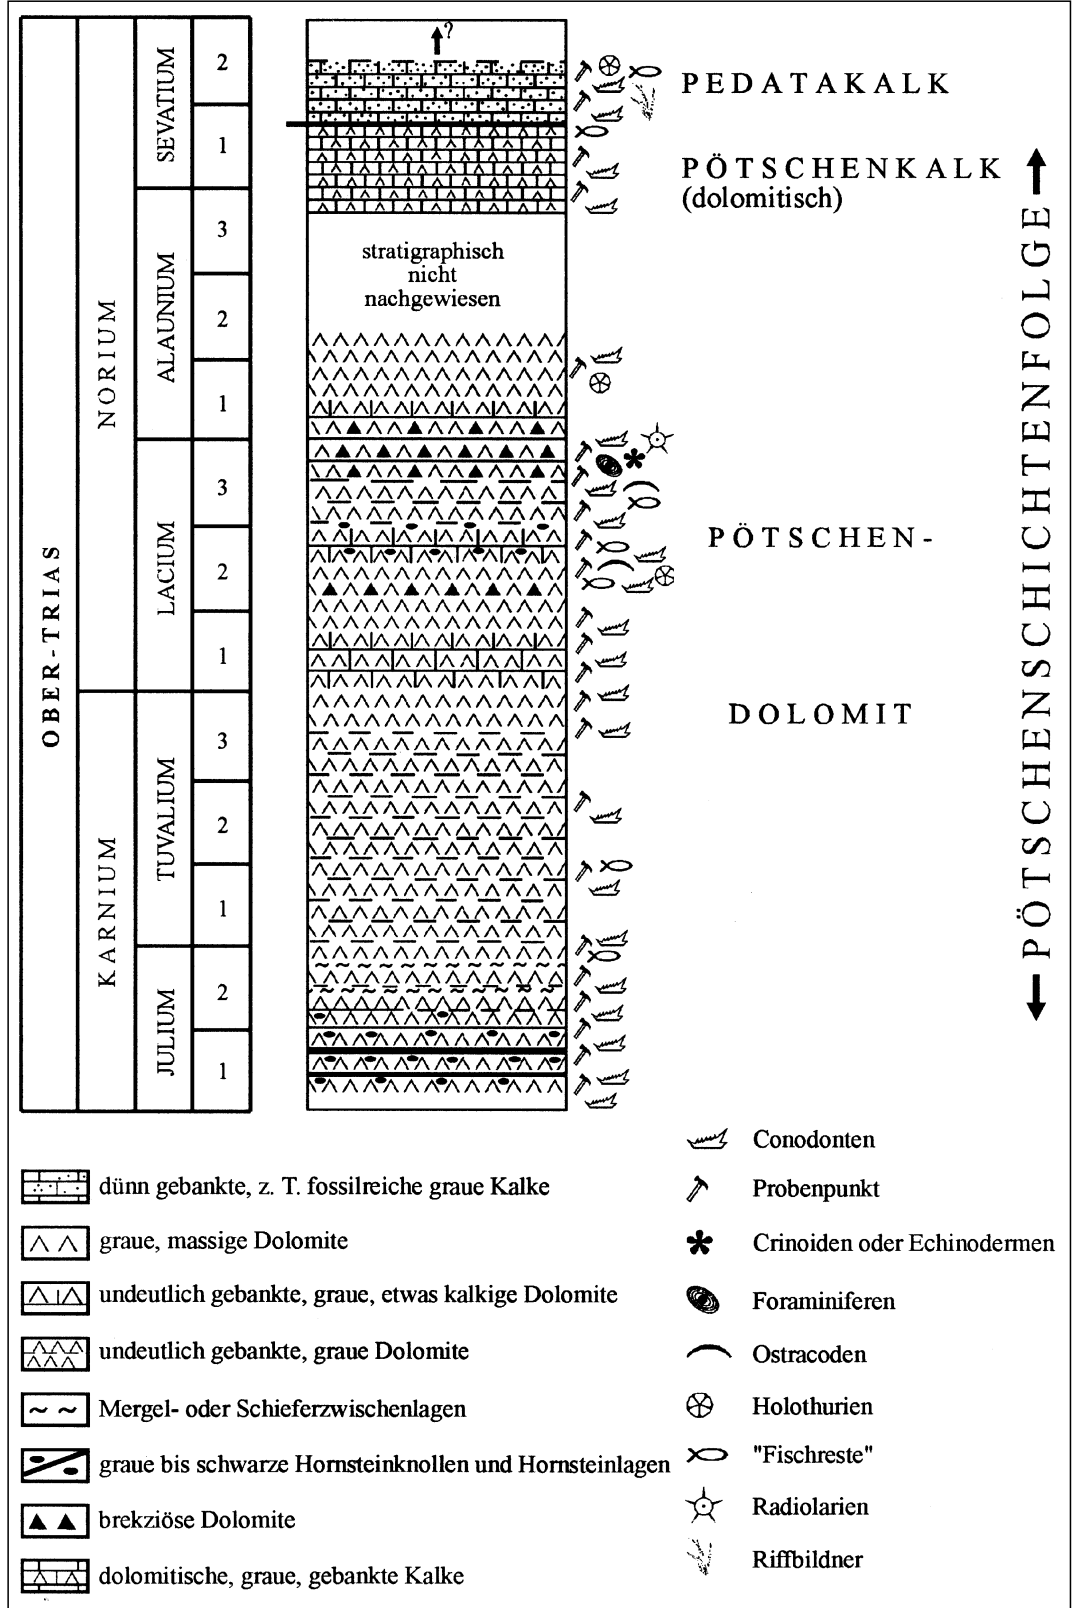 OBER-TRIAS
NORIUM
KARNIUM
SEVATIUM
ALAUNIUM
LACIUM
TUVALIUM
JULIUM
2
1
3
2
1
3
2
1
3
2
1
2
1
?
stratigraphisch
nicht
nachgewiesen
PEDATAKALK
PÖTSCHENKALK
(dolomitisch)
PÖTSCHEN-
DOLOMIT
PÖTSCHENSCHICHTENFOLGE
dünn gebankte, z. T. fossilreiche graue Kalke
graue, massige Dolomite
undeutlich gebankte, graue, etwas kalkige Dolomite
undeutlich gebankte, graue Dolomite
Mergel- oder Schieferzwischenlagen
graue bis schwarze Hornsteinknollen und Hornsteinlagen
brekziöse Dolomite
dolomitische, graue, gebankte Kalke
Conodonten
Probenpunkt
Crinoiden oder Echinodermen
Foraminiferen
Ostracoden
Holothurien
"Fischreste"
Radiolarien
Riffbildner